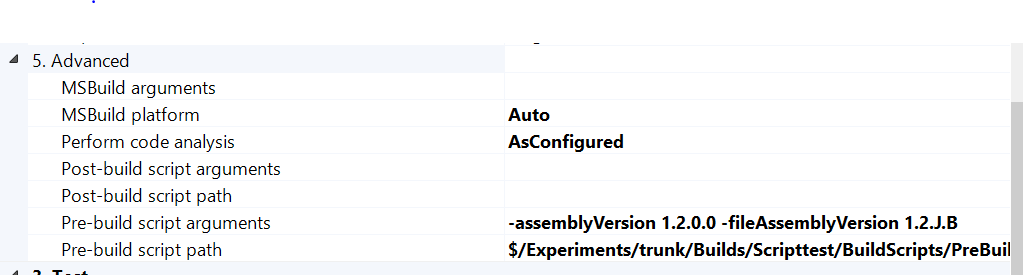 5. Advanced
MSBuild arguments
MSBuild platform Auto
Perform code analysis AsConfigured
Post-build script arguments
Post-build script path
Pre-build script arguments -assemblyVersion 1.2.0.0 -fileAssemblyVersion 1.2.J.B
Pre-build script path $/Experiments/trunk/Builds/Scripttest/BuildScripts/PreBuil